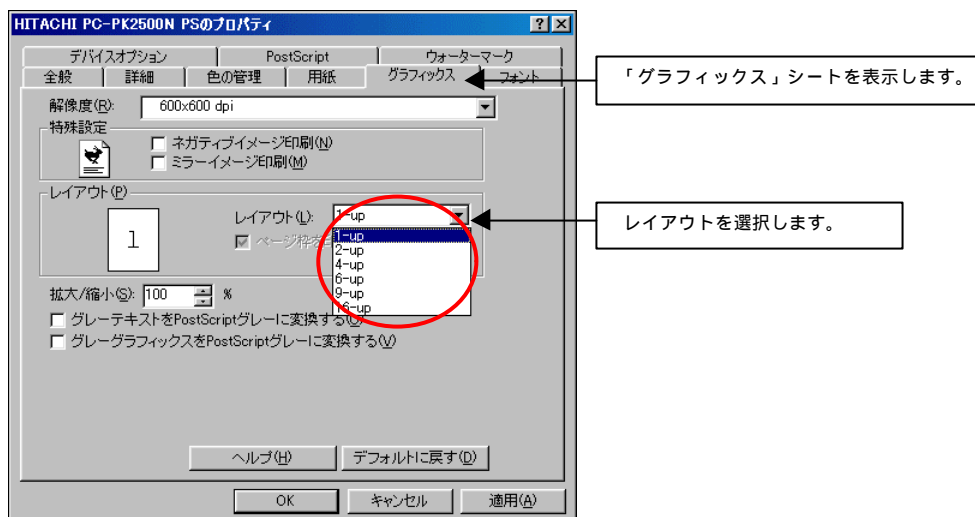 HITACHI PC-PK2500N PSのプロパティ
デバイスオプション PostScript ウォーターマーク
全般 詳細 色の管理 用紙 グラフィックス フォント
「グラフィックス」シートを表示します。
解像度(R): 600x600 dpi
特殊設定
ネガティブイメージ印刷(N)
ミラーイメージ印刷(M)
レイアウト(P)
1
レイアウト(L): 1-up
レイアウトを選択します。
ページ枠を
1-up
2-up
4-up
6-up
9-up
16-up
拡大/縮小(S): 100 %
グレーテキストをPostScriptグレーに変換する
グレーグラフィックスをPostScriptグレーに変換する(V)
ヘルプ(H) デフォルトに戻す(D)
OK キャンセル 適用(A)